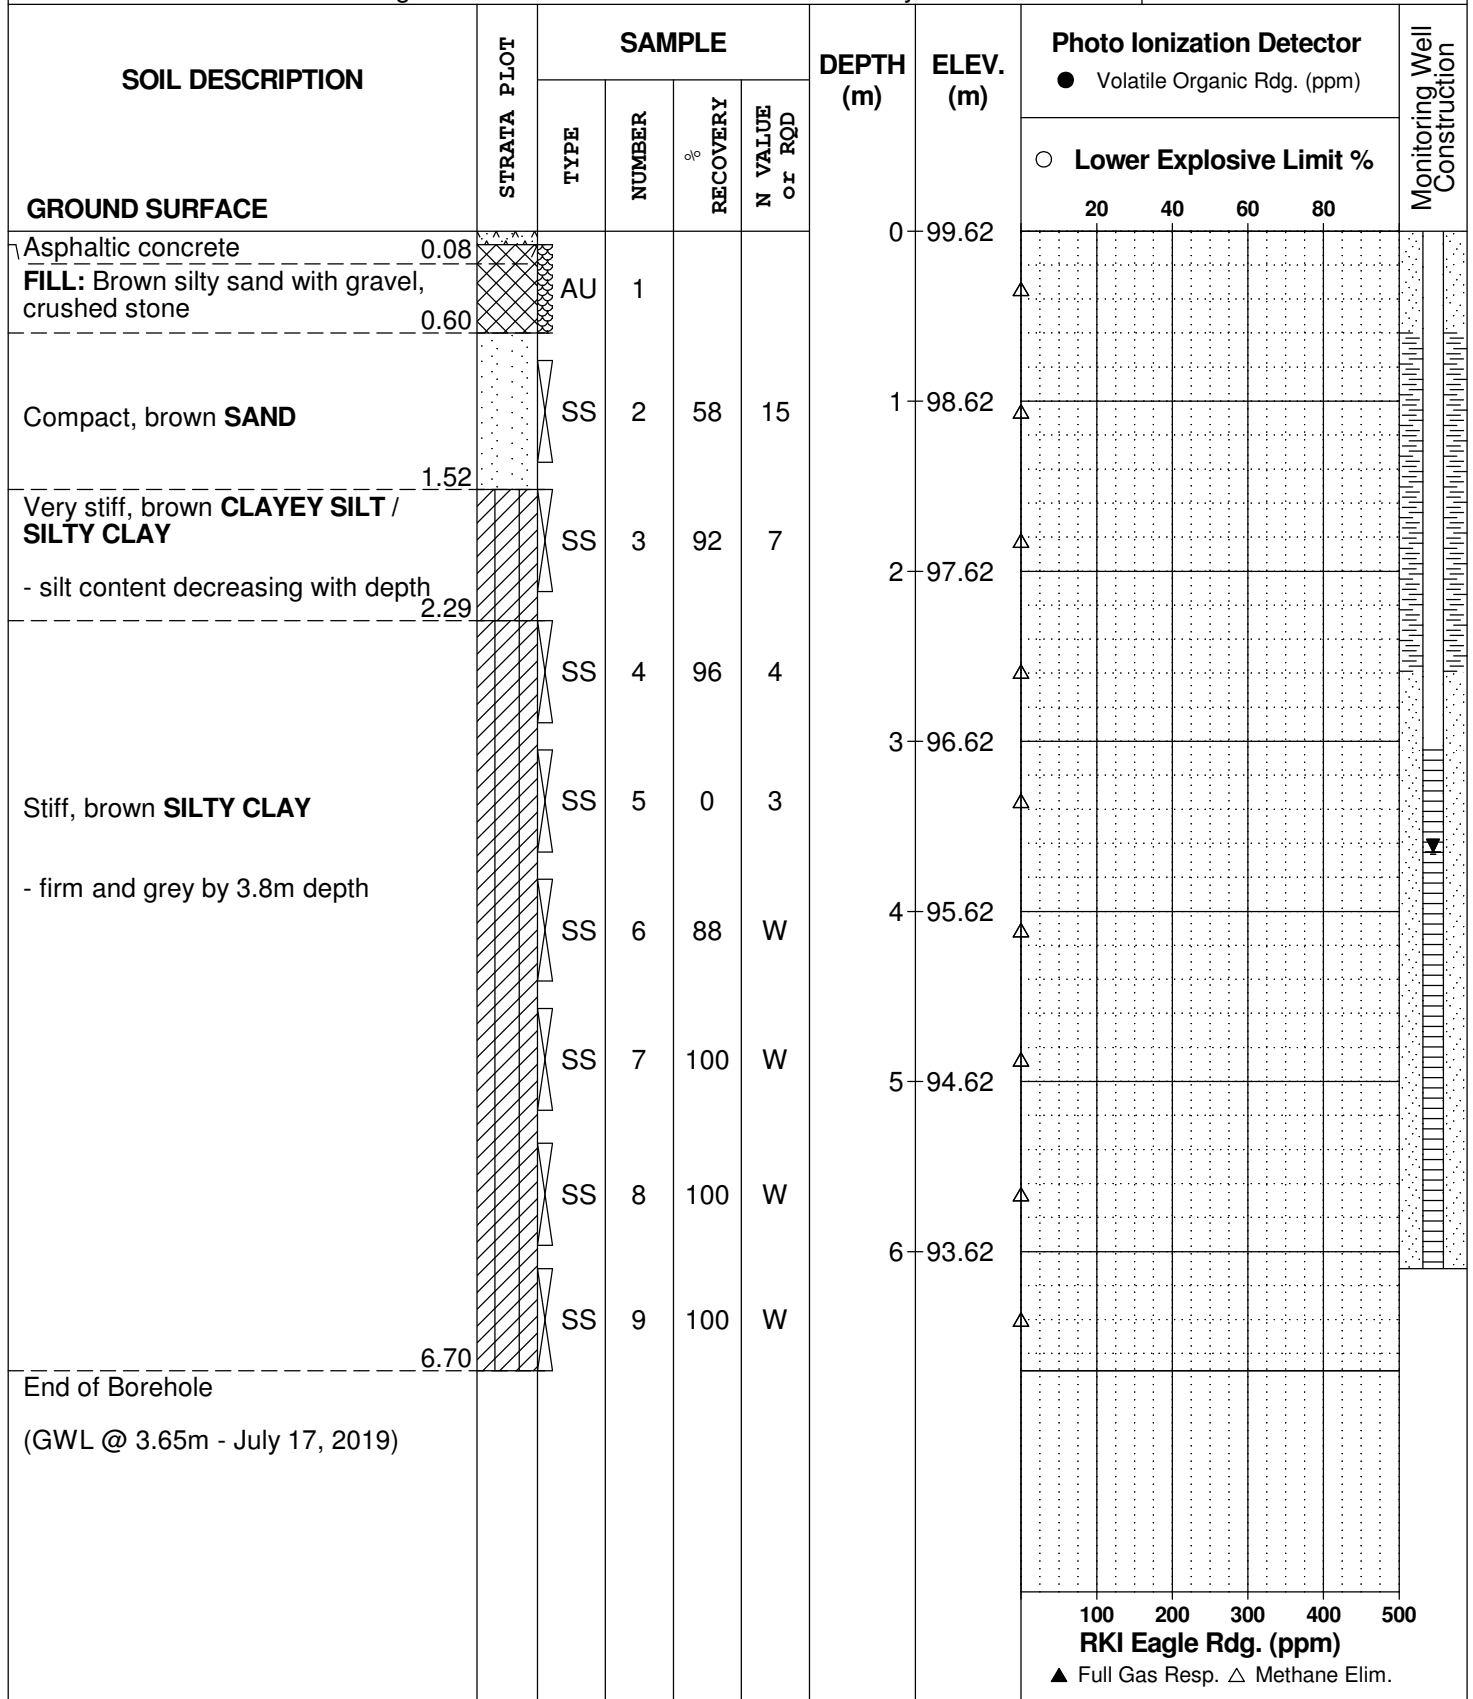 SOIL DESCRIPTION
GROUND SURFACE
STRATA PLOT
SAMPLE
TYPE
NUMBER
%
RECOVERY
N VALUE
or RQD
DEPTH
(m)
ELEV.
(m)
Photo Ionization Detector
● Volatile Organic Rdg. (ppm)
○ Lower Explosive Limit %
20 40 60 80
Monitoring Well
Construction
0 99.62
Asphaltic concrete 0.08
FILL: Brown silty sand with gravel,
crushed stone
0.60
AU 1
Compact, brown SAND
SS 2 58 15
1 98.62
1.52
Very stiff, brown CLAYEY SILT /
SILTY CLAY
SS 3 92 7
2 97.62
- silt content decreasing with depth
2.29
SS 4 96 4
3 96.62
Stiff, brown SILTY CLAY
SS 5 0 3
- firm and grey by 3.8m depth
4 95.62
SS 6 88 W
SS 7 100 W
5 94.62
SS 8 100 W
6 93.62
SS 9 100 W
6.70
End of Borehole
(GWL @ 3.65m - July 17, 2019)
100 200 300 400 500
RKI Eagle Rdg. (ppm)
▲ Full Gas Resp. △ Methane Elim.